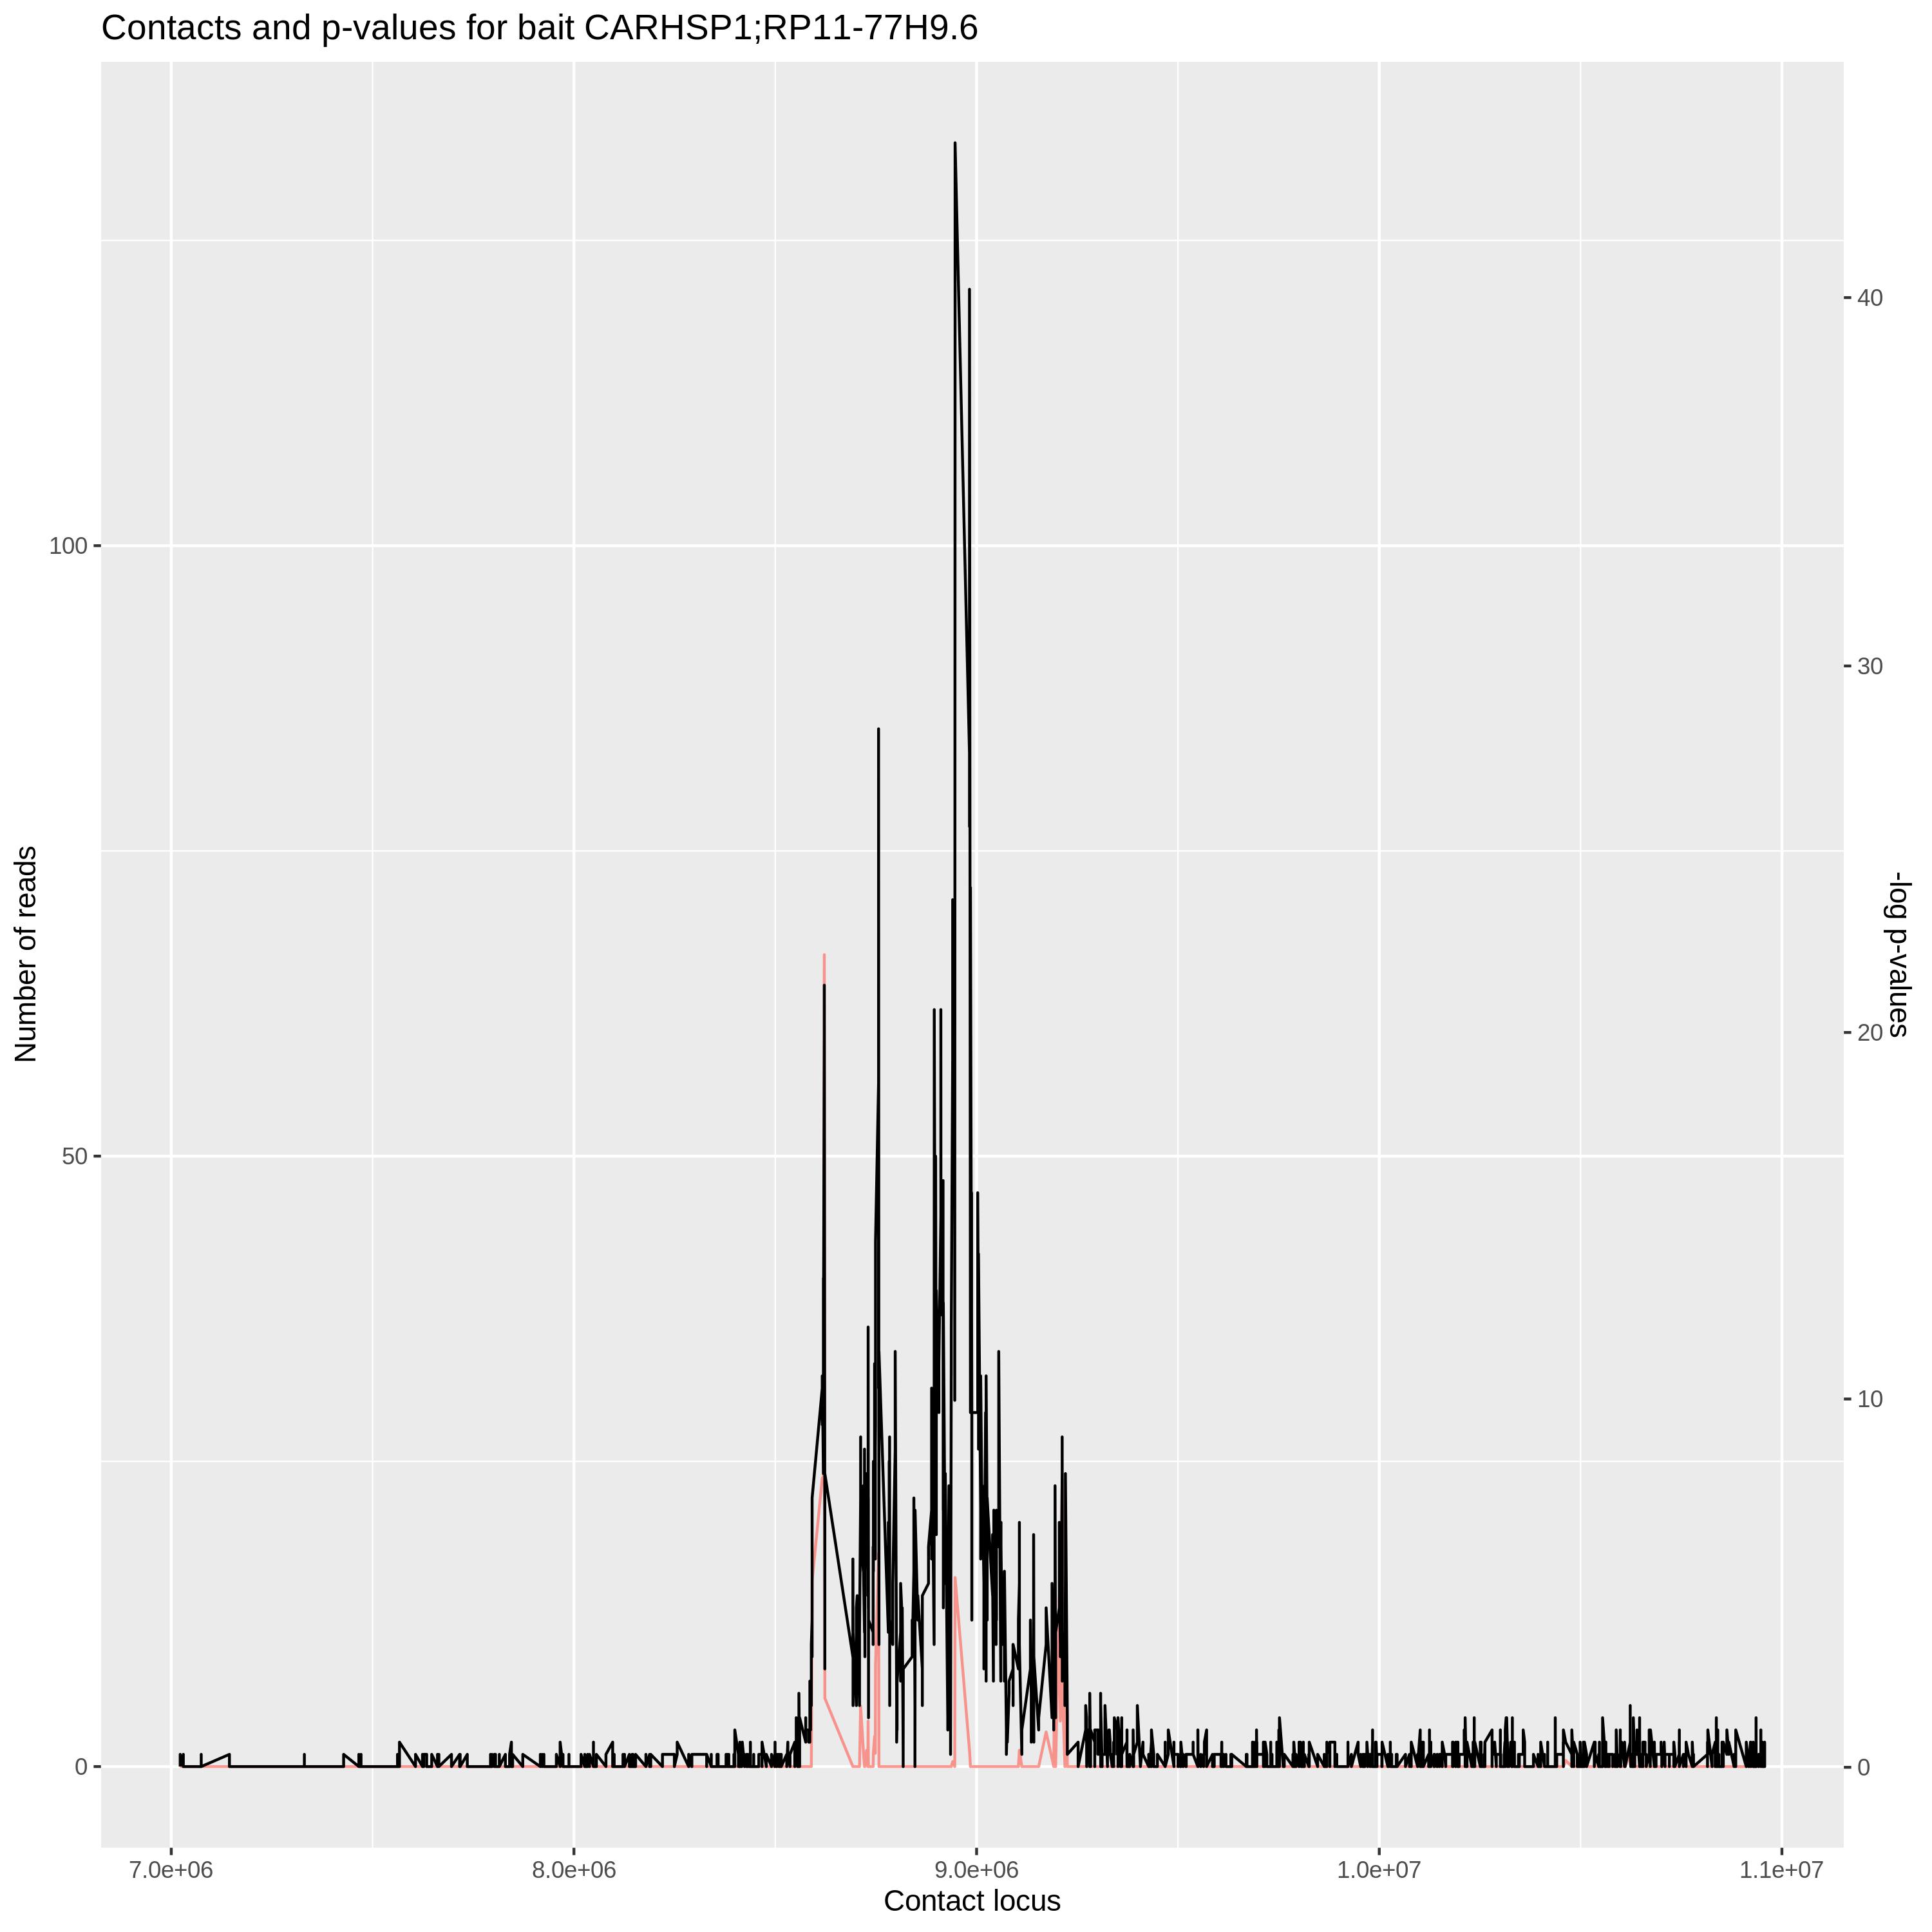 Contacts and p-values for bait CARHSP1;RP11-77H9.6
100
50
0
Number of reads
40
30
20
10
0
-log p-values
7.0e+06
8.0e+06
9.0e+06
1.0e+07
1.1e+07
Contact locus